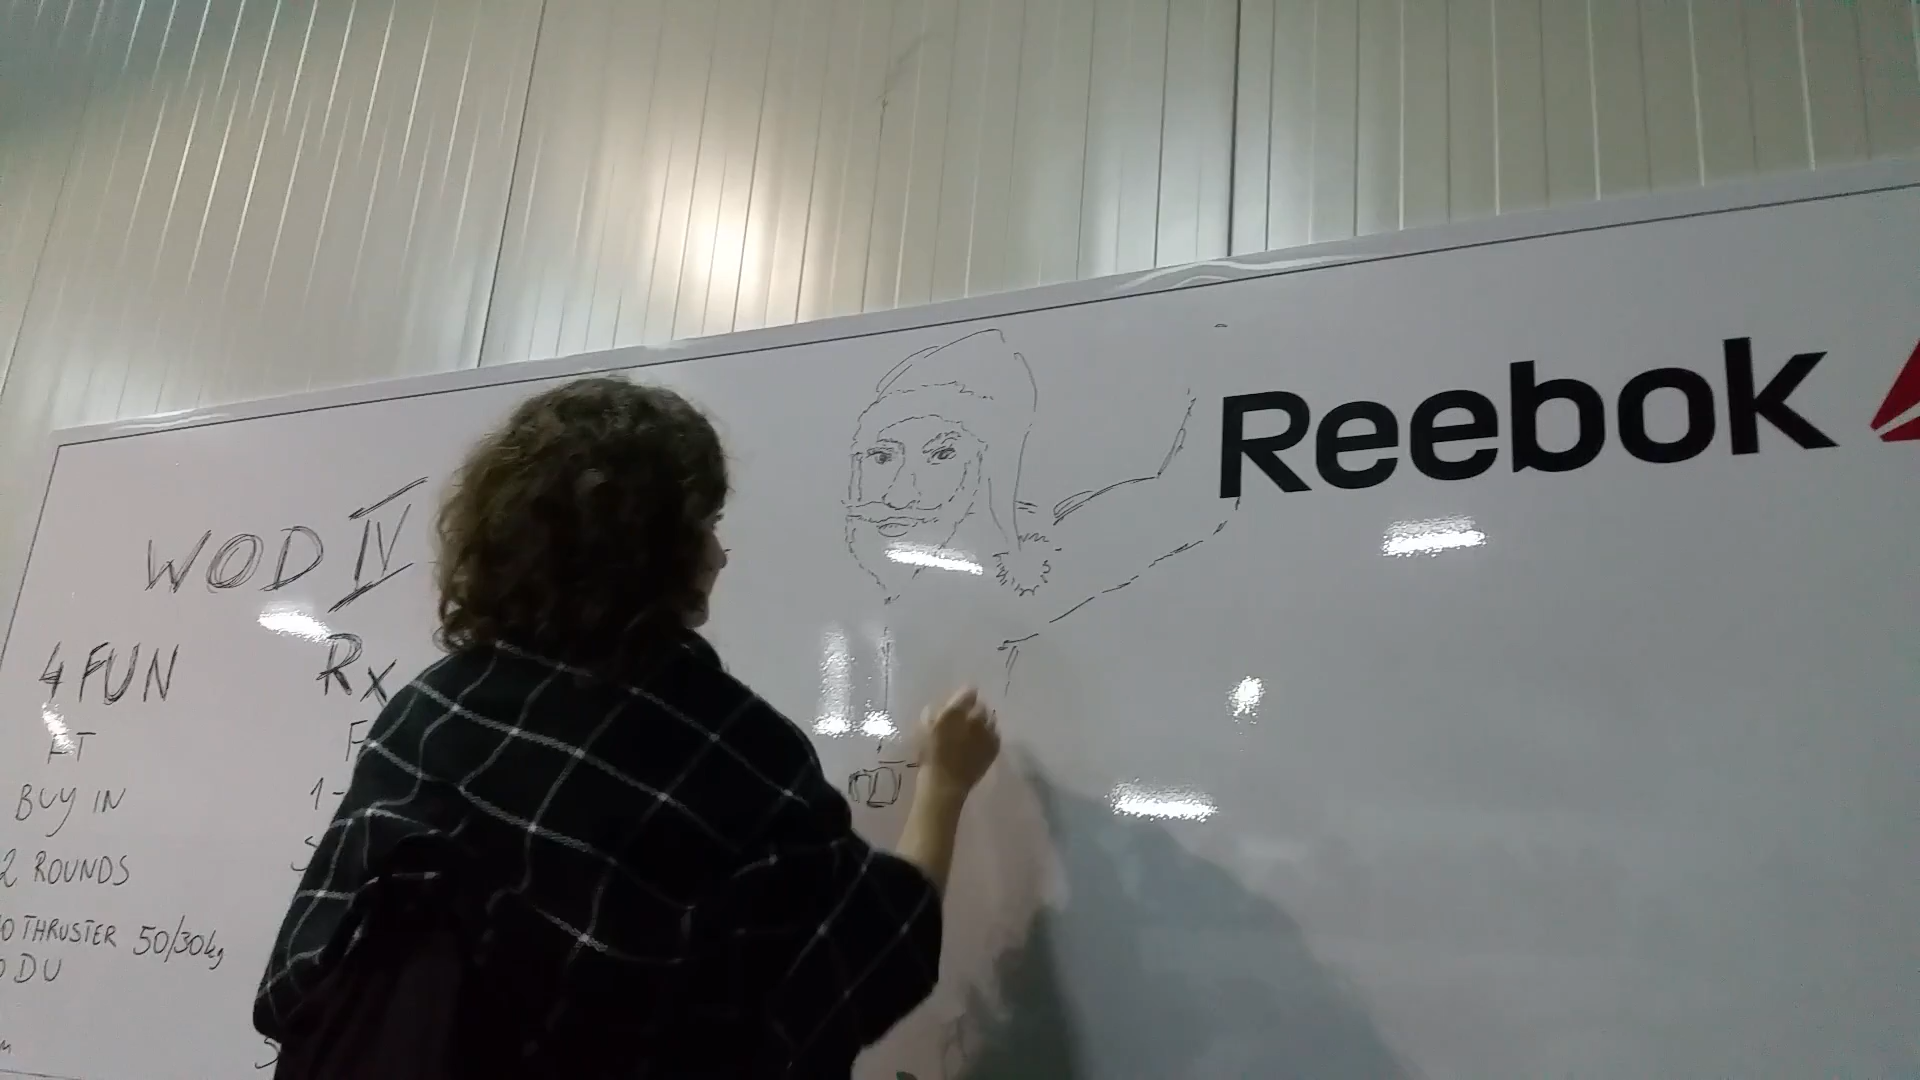 WOD IV
4 FUN
Rx
FT
BUY IN
2 ROUNDS
THRUSTER 50/30kg
DU
Reebok